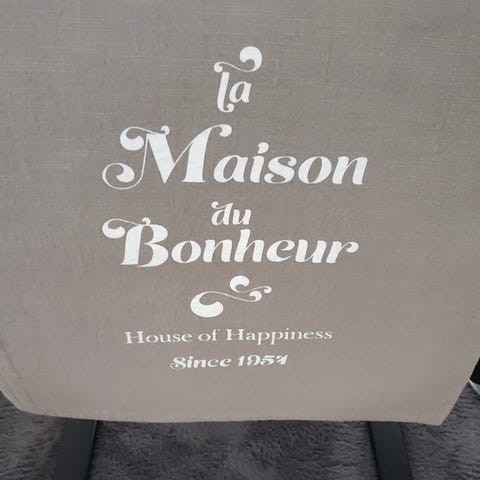 la
Maison
du
Bonheur
House of Happiness
Since 1954